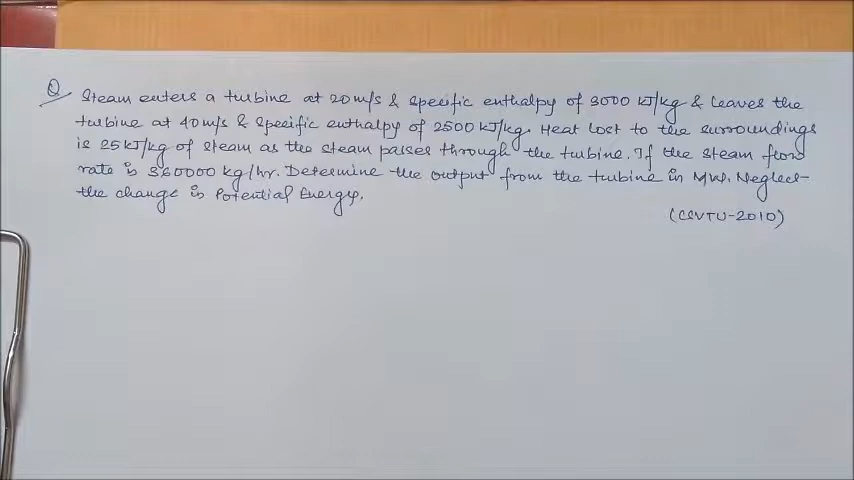 Q Steam enters a turbine at 20 m/s & specific enthalpy of 3000 kJ/kg & leaves the
turbine at 40 m/s & specific enthalpy of 2500 kJ/kg. Heat lost to the surroundings
is 25 kJ/kg of steam as the steam passes through the turbine. If the steam flow
rate is 360000 kg/hr. Determine the output from the turbine in MW. Neglect
the change in Potential Energy.
(CSVTU-2010)